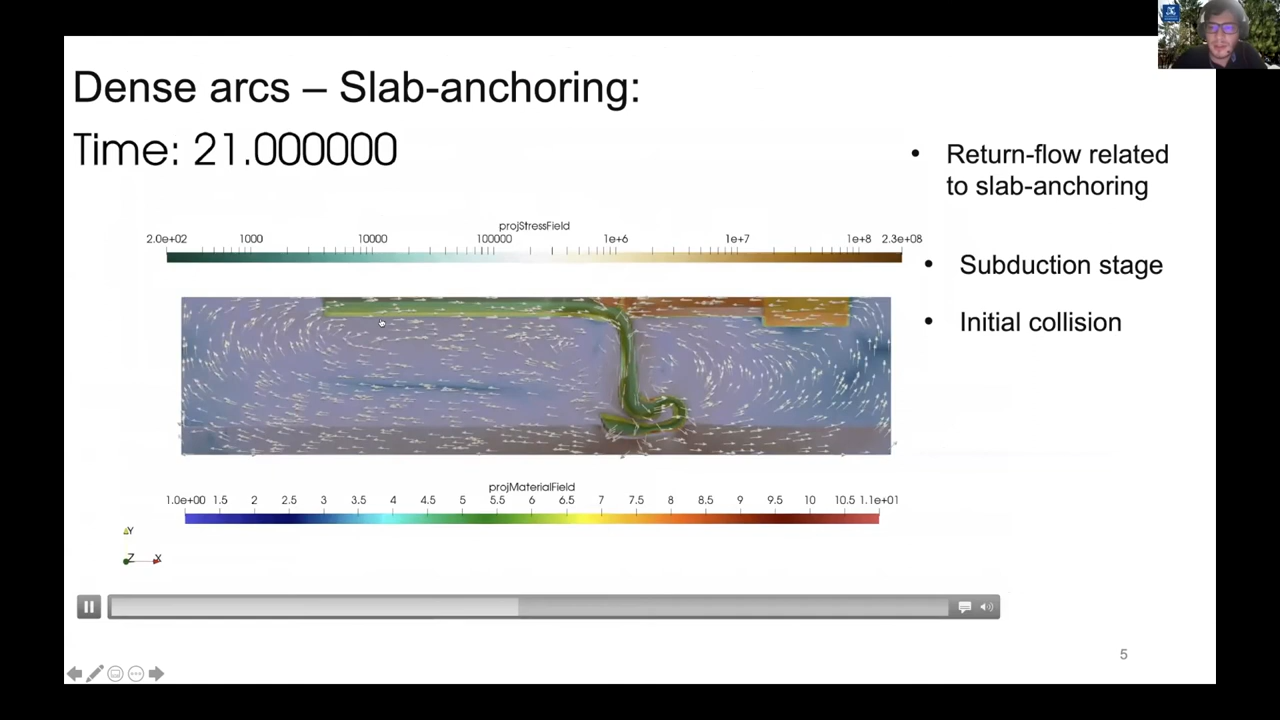 Dense arcs – Slab-anchoring:
Time: 21.000000
• Return-flow related
to slab-anchoring
• Subduction stage
• Initial collision
projStressField
2.0e+02 1000 10000 100000 1e+6 1e+7 1e+8 2.3e+08
projMaterialField
1.0e+00 1.5 2 2.5 3 3.5 4 4.5 5 5.5 6 6.5 7 7.5 8 8.5 9 9.5 10 10.5 1.1e+01
Y
Z X
5